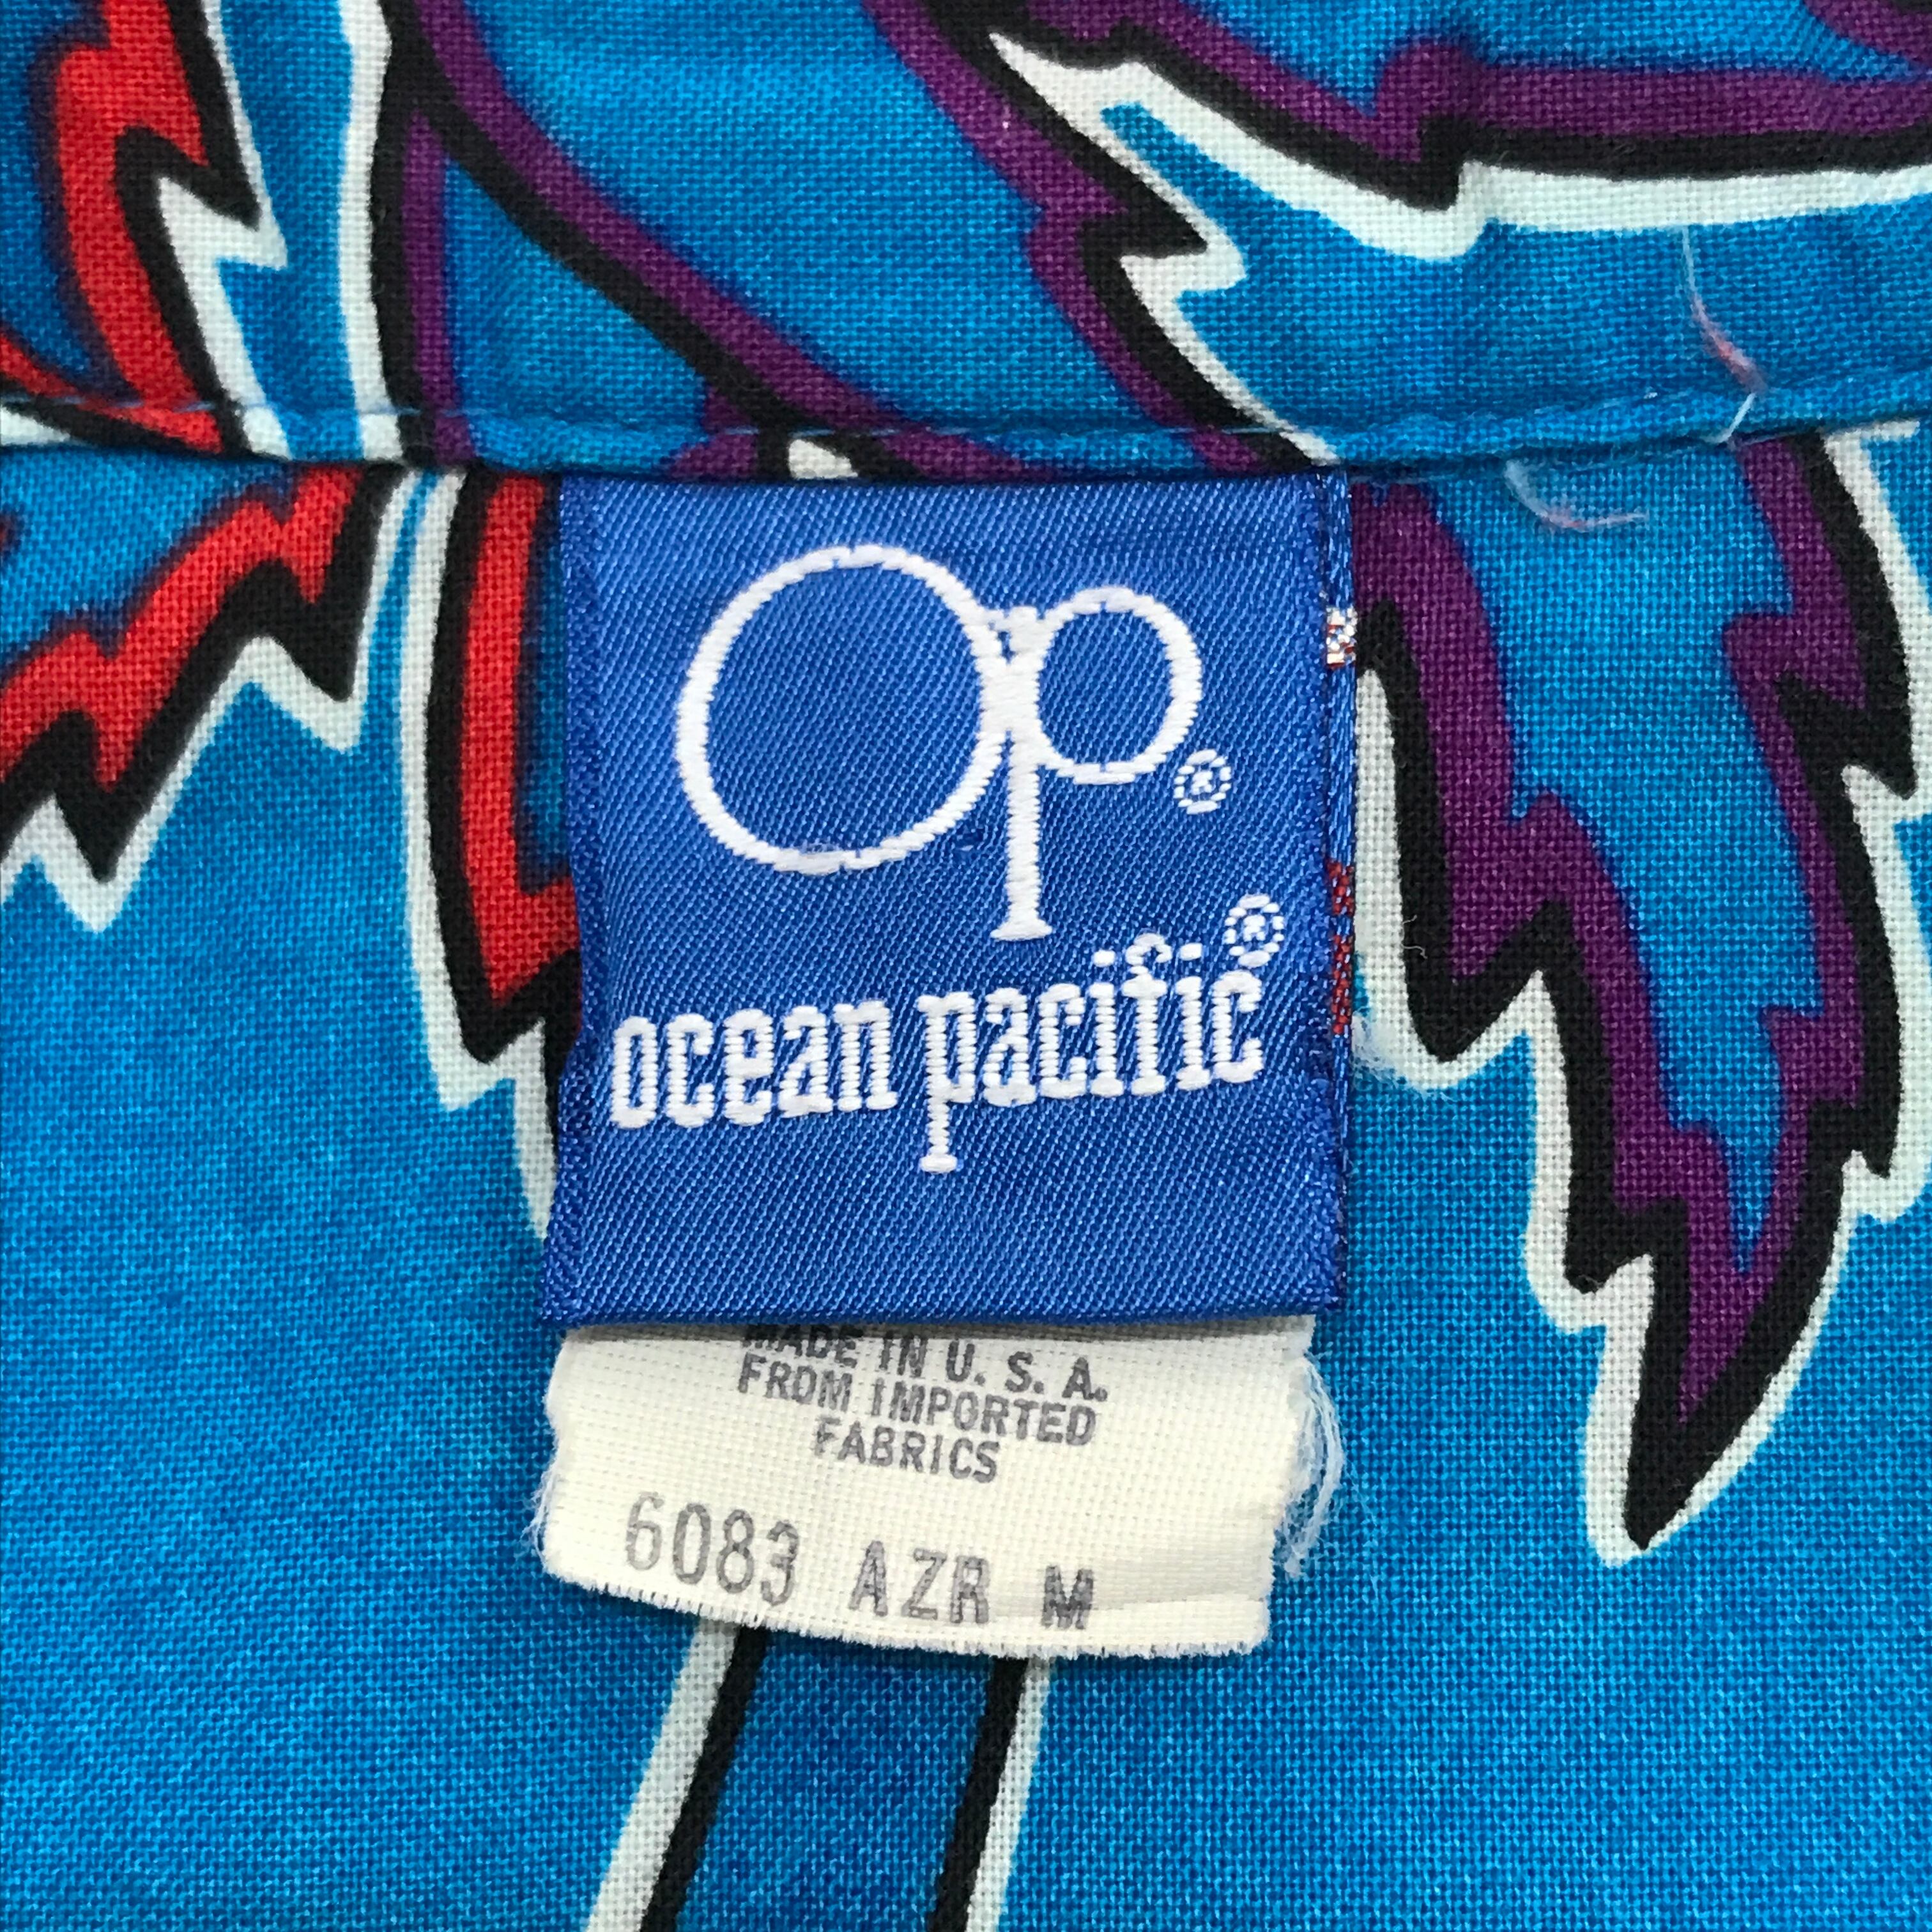 Op®
ocean pacific®
MADE IN U. S. A.
FROM IMPORTED
FABRICS
6083 AZR M